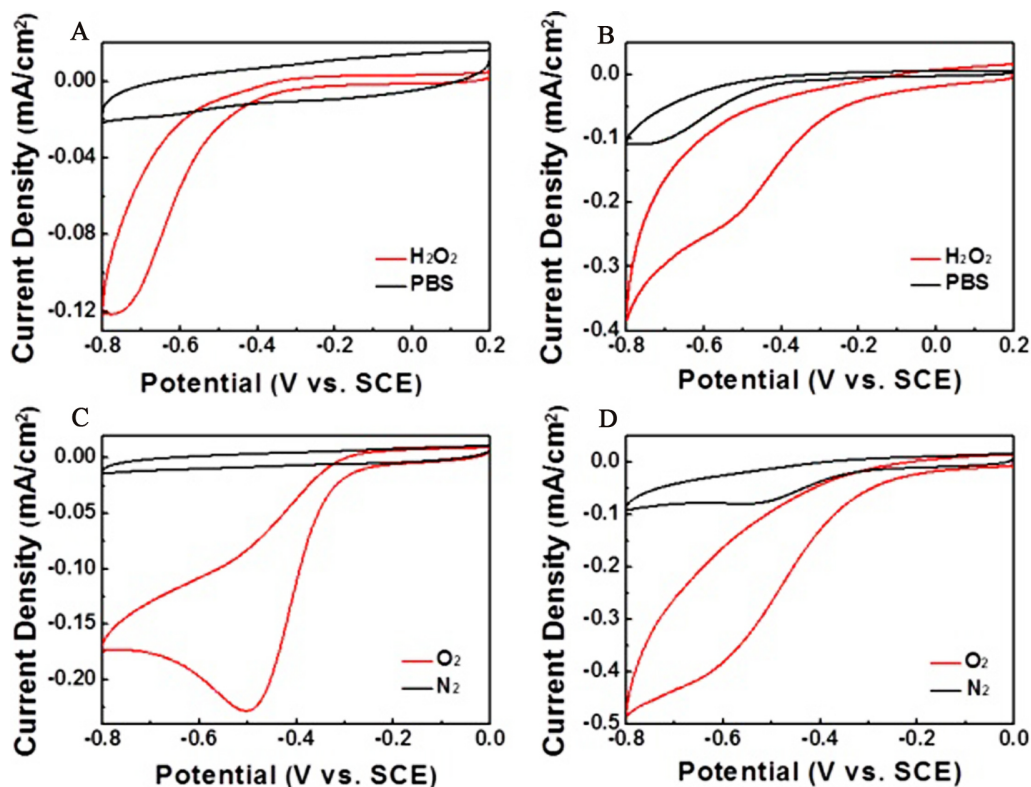 A
Current Density (mA/cm²)
0.00
-0.04
-0.08
-0.12
H₂O₂
PBS
-0.8
-0.6
-0.4
-0.2
0.0
0.2
Potential (V vs. SCE)
B
Current Density (mA/cm²)
0.0
-0.1
-0.2
-0.3
-0.4
H₂O₂
PBS
-0.8
-0.6
-0.4
-0.2
0.0
0.2
Potential (V vs. SCE)
C
Current Density (mA/cm²)
0.00
-0.05
-0.10
-0.15
-0.20
O₂
N₂
-0.8
-0.6
-0.4
-0.2
0.0
Potential (V vs. SCE)
D
Current Density (mA/cm²)
0.0
-0.1
-0.2
-0.3
-0.4
-0.5
O₂
N₂
-0.8
-0.6
-0.4
-0.2
0.0
Potential (V vs. SCE)